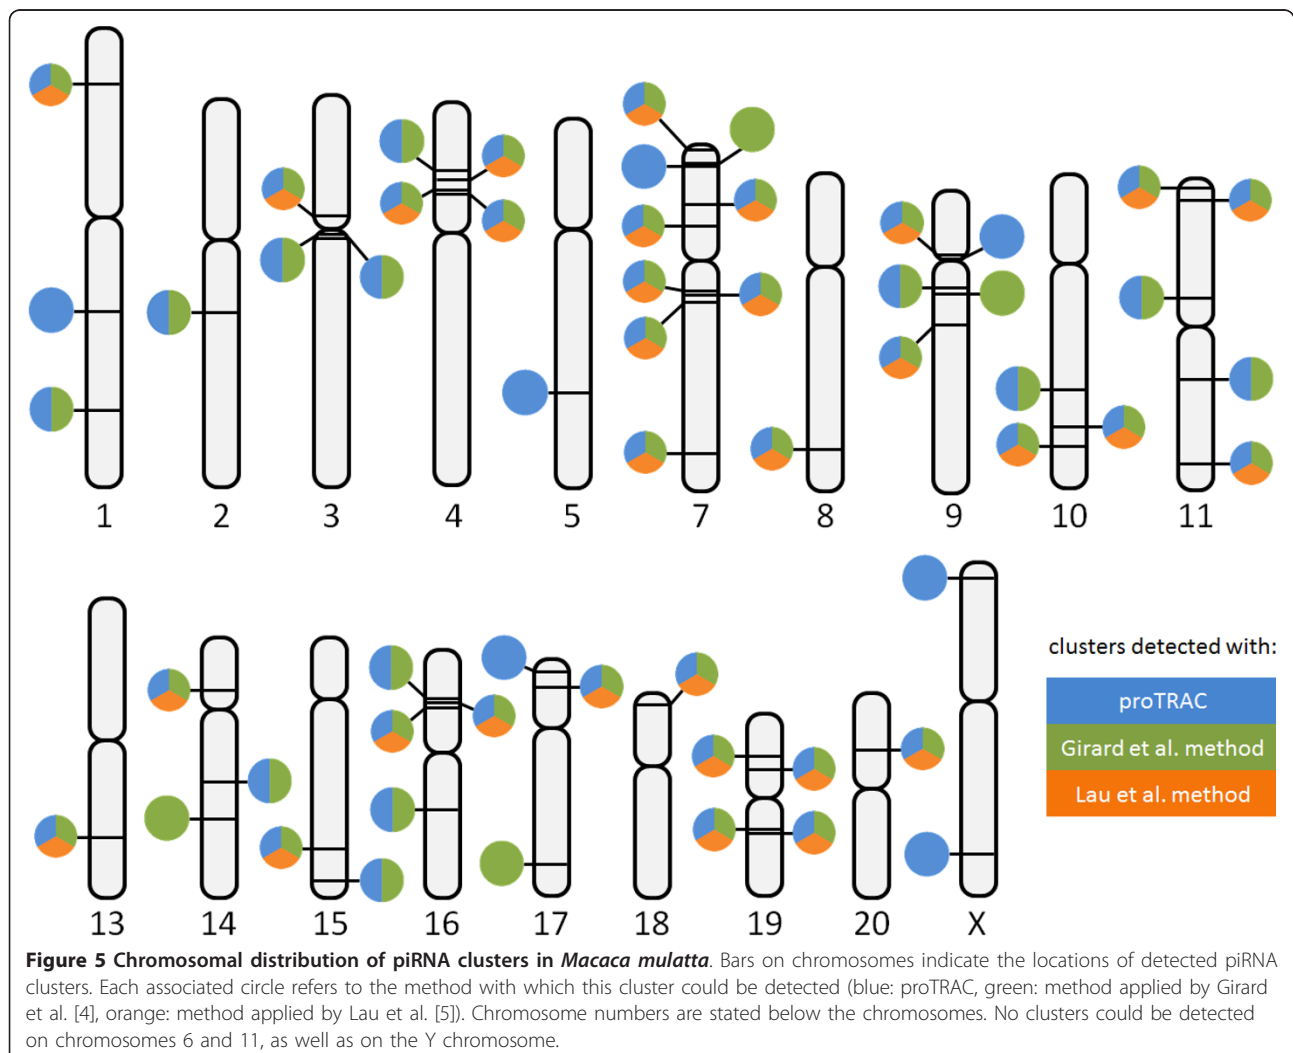 1 2 3 4 5 7 8 9 10 11
clusters detected with:
proTRAC
Girard et al. method
Lau et al. method
13 14 15 16 17 18 19 20 X
Figure 5 Chromosomal distribution of piRNA clusters in Macaca mulatta. Bars on chromosomes indicate the locations of detected piRNA
clusters. Each associated circle refers to the method with which this cluster could be detected (blue: proTRAC, green: method applied by Girard
et al. [4], orange: method applied by Lau et al. [5]). Chromosome numbers are stated below the chromosomes. No clusters could be detected
on chromosomes 6 and 11, as well as on the Y chromosome.